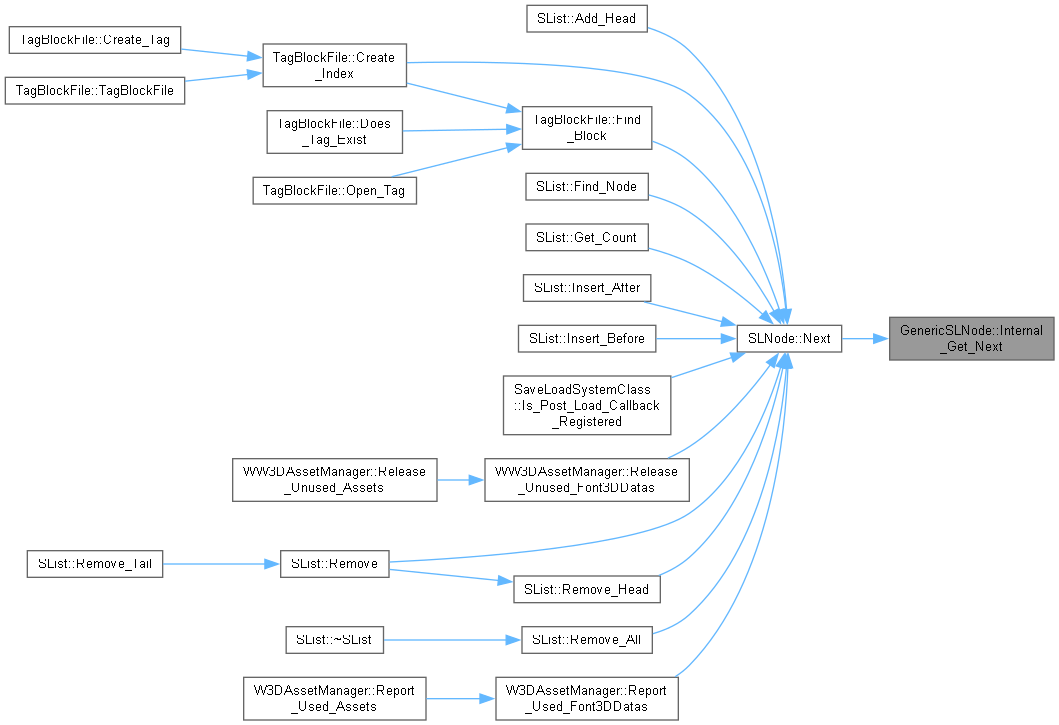 SList::Add_Head
TagBlockFile::Create_Tag
TagBlockFile::Create
_Index
TagBlockFile::TagBlockFile
TagBlockFile::Find
_Block
TagBlockFile::Does
_Tag_Exist
TagBlockFile::Open_Tag
SList::Find_Node
SList::Get_Count
SList::Insert_After
SList::Insert_Before
SLNode::Next
GenericSLNode::Internal
_Get_Next
SaveLoadSystemClass
::Is_Post_Load_Callback
_Registered
WW3DAssetManager::Release
_Unused_Assets
WW3DAssetManager::Release
_Unused_Font3DDatas
SList::Remove_Tail
SList::Remove
SList::Remove_Head
SList::~SList
SList::Remove_All
W3DAssetManager::Report
_Used_Assets
W3DAssetManager::Report
_Used_Font3DDatas